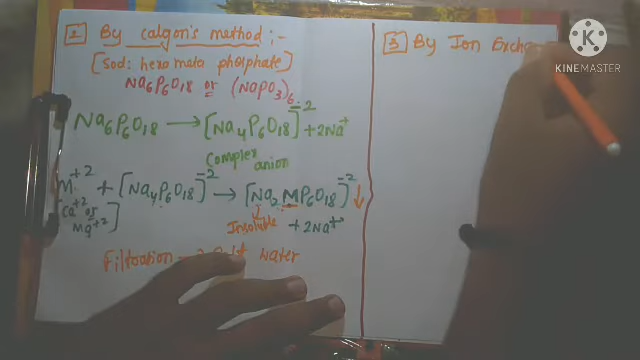 2 By calgon's method :-
[Sod: hexa meta phosphate]
Na6P6O18 or (NaPO3)6
Na6P6O18 → [Na4P6O18]-2 + 2Na+
Complex anion
M+2 + [Na4P6O18]-2 → [Na2MP6O18]-2 ↓
[Ca+2 or Mg+2]
Insoluble + 2Na+
Filtration water
3 By Ion
KINEMASTER